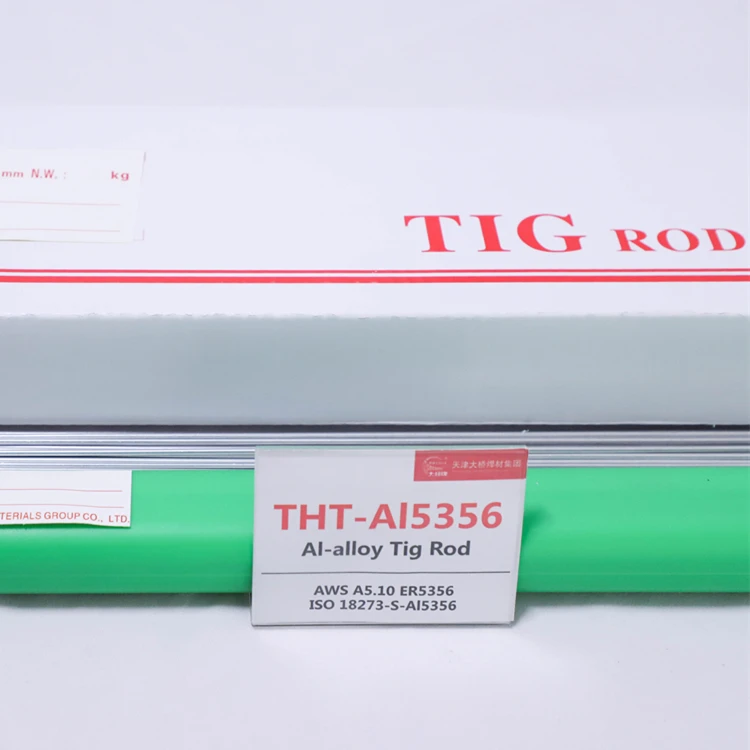 mm N.W.: kg
TIG ROD
天津大桥焊材集团
TERIALS GROUP CO., LTD.
THT-Al5356
Al-alloy Tig Rod
AWS A5.10 ER5356
ISO 18273-S-Al5356